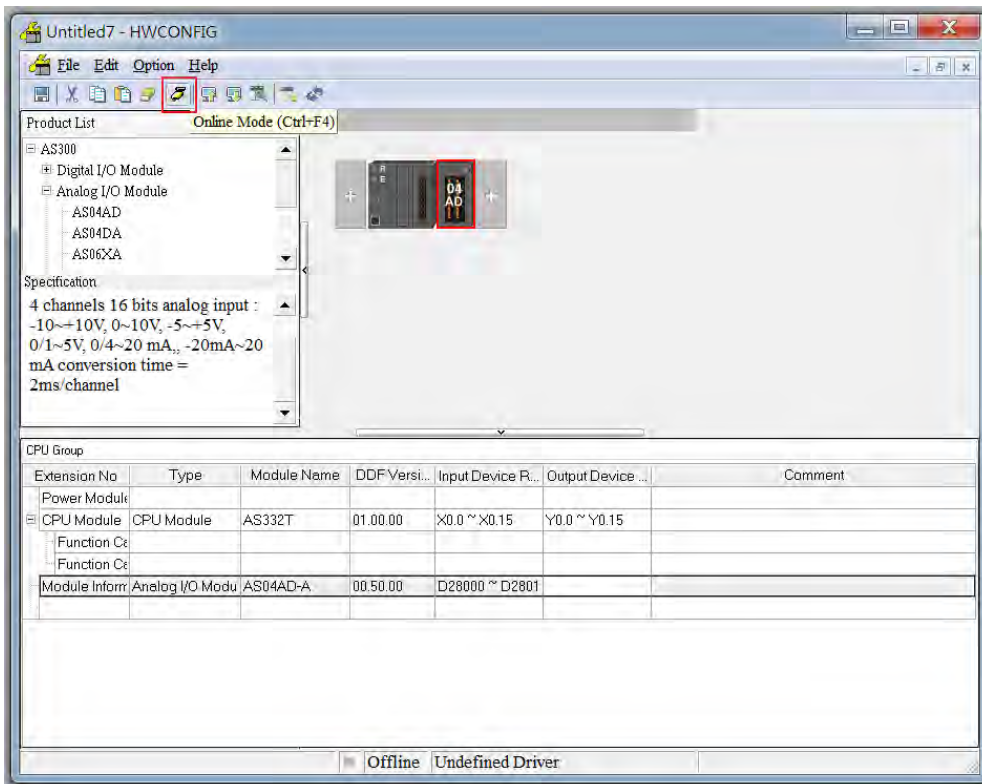 Untitled7 - HWCONFIG
File Edit Option Help
Product List
Online Mode (Ctrl+F4)
AS300
Digital I/O Module
Analog I/O Module
AS04AD
AS04DA
AS06XA
04
AD
Specification
4 channels 16 bits analog input :
-10~+10V, 0~10V, -5~+5V,
0/1~5V, 0/4~20 mA,, -20mA~20
mA conversion time =
2ms/channel
CPU Group
Extension No Type Module Name DDF Versi... Input Device R... Output Device ... Comment
Power Module
CPU Module CPU Module AS332T 01.00.00 X0.0 ~ X0.15 Y0.0 ~ Y0.15
Function Ca
Function Ca
Module Inform Analog I/O Modu AS04AD-A 00.50.00 D28000 ~ D2801
Offline Undefined Driver